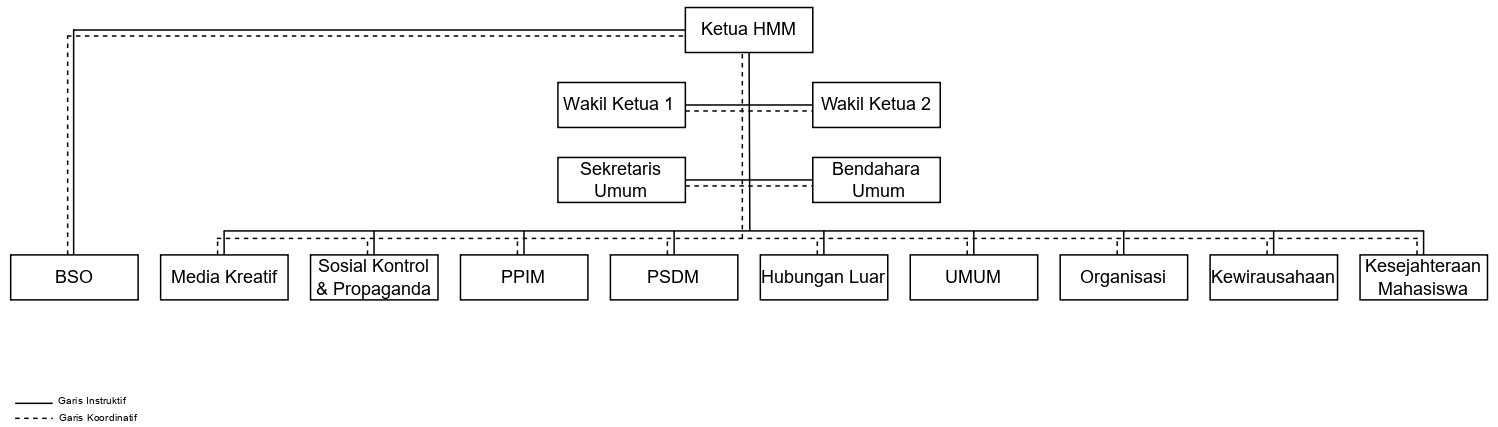 Ketua HMM
Wakil Ketua 1
Wakil Ketua 2
Sekretaris
Umum
Bendahara
Umum
BSO
Media Kreatif
Sosial Kontrol
& Propaganda
PPIM
PSDM
Hubungan Luar
UMUM
Organisasi
Kewirausahaan
Kesejahteraan
Mahasiswa
Garis Instruktif
Garis Koordinatif